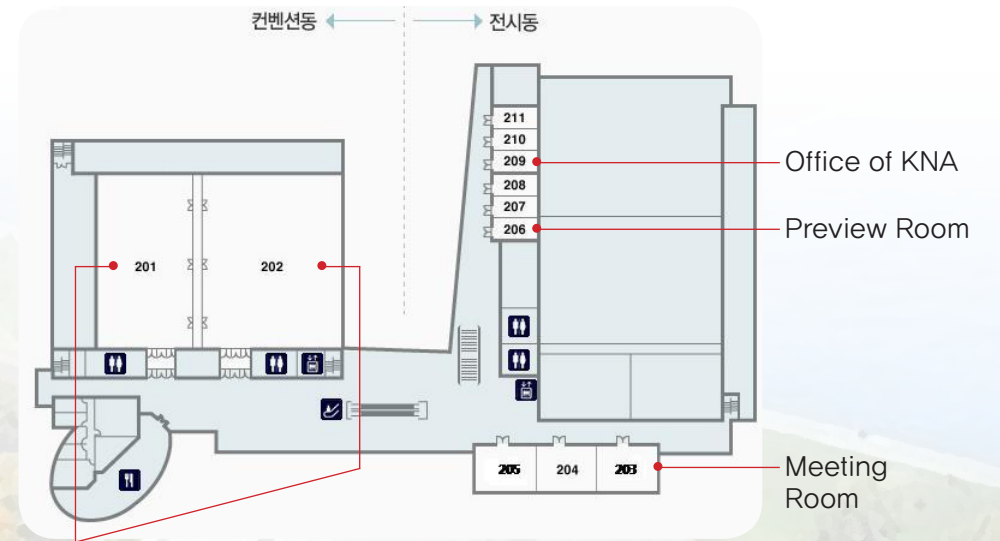 컨벤션동
전시동
211
210
209
208
207
206
Office of KNA
Preview Room
201
202
205
204
203
Meeting
Room